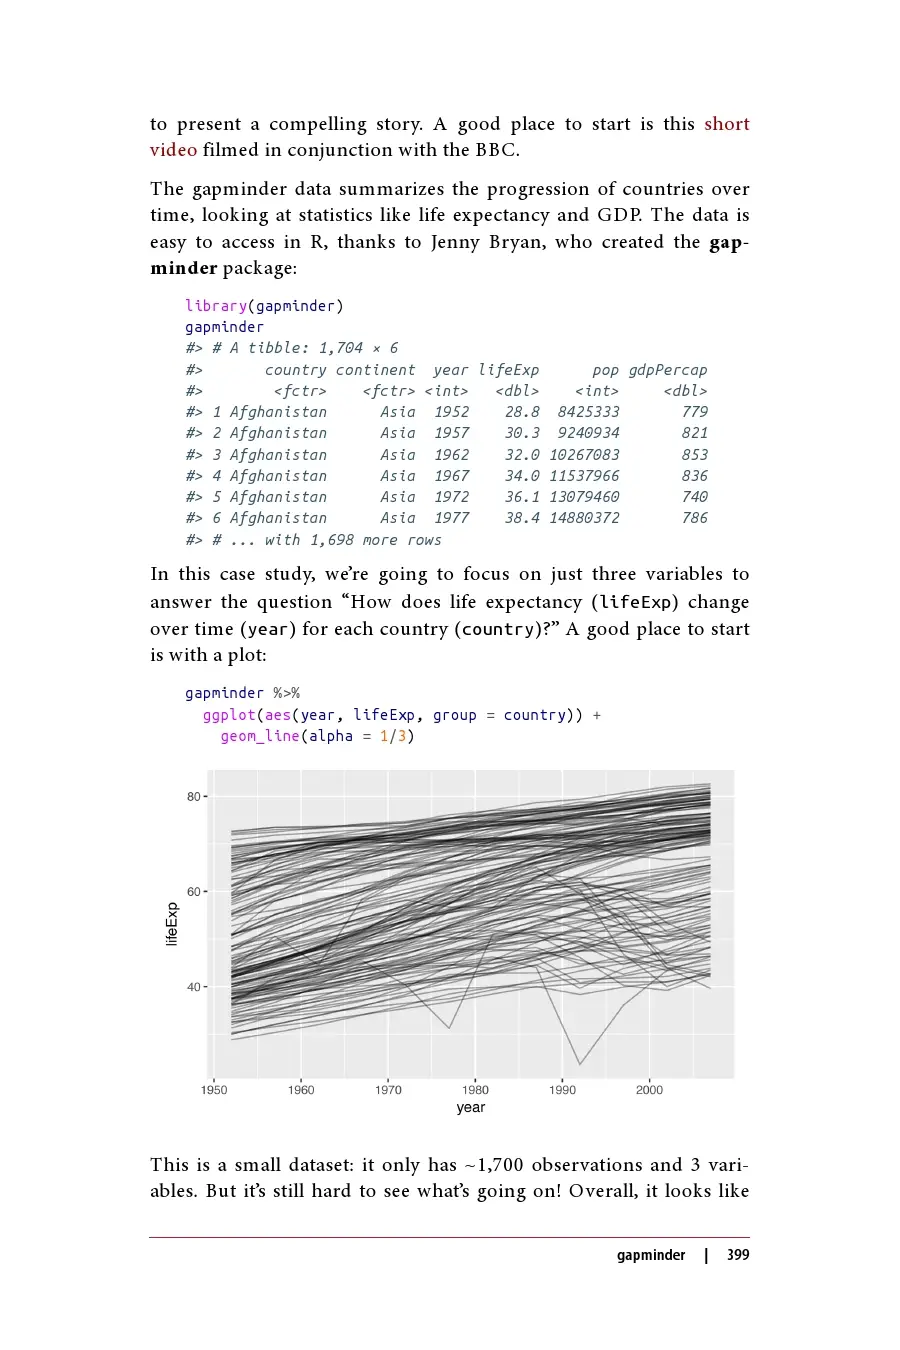 to present a compelling story. A good place to start is this short
video filmed in conjunction with the BBC.
The gapminder data summarizes the progression of countries over
time, looking at statistics like life expectancy and GDP. The data is
easy to access in R, thanks to Jenny Bryan, who created the gap-
minder package:
library(gapminder)
gapminder
#> # A tibble: 1,704 × 6
#>       country continent  year lifeExp      pop gdpPercap
#>        <fctr>    <fctr> <int>   <dbl>    <int>     <dbl>
#> 1 Afghanistan      Asia  1952    28.8  8425333       779
#> 2 Afghanistan      Asia  1957    30.3  9240934       821
#> 3 Afghanistan      Asia  1962    32.0 10267083       853
#> 4 Afghanistan      Asia  1967    34.0 11537966       836
#> 5 Afghanistan      Asia  1972    36.1 13079460       740
#> 6 Afghanistan      Asia  1977    38.4 14880372       786
#> # ... with 1,698 more rows
In this case study, we’re going to focus on just three variables to
answer the question “How does life expectancy (lifeExp) change
over time (year) for each country (country)?” A good place to start
is with a plot:
gapminder %>%
  ggplot(aes(year, lifeExp, group = country)) +
    geom_line(alpha = 1/3)
80
60
40
lifeExp
1950 1960 1970 1980 1990 2000
year
This is a small dataset: it only has ~1,700 observations and 3 vari-
ables. But it’s still hard to see what’s going on! Overall, it looks like
gapminder | 399